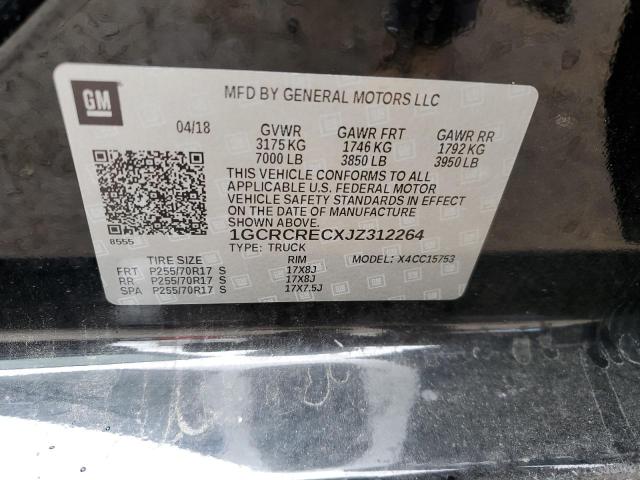 GM
MFD BY GENERAL MOTORS LLC
04/18 GVWR GAWR FRT GAWR RR
3175 KG 1746 KG 1792 KG
7000 LB 3850 LB 3950 LB
THIS VEHICLE CONFORMS TO ALL
APPLICABLE U.S. FEDERAL MOTOR
VEHICLE SAFETY STANDARDS IN EFFECT
ON THE DATE OF MANUFACTURE
SHOWN ABOVE.
1GCRCRECXJZ312264
8555
TYPE: TRUCK
TIRE SIZE RIM MODEL: X4CC15753
FRT P255/70R17 S 17X8J
RR P255/70R17 S 17X8J
SPA P255/70R17 S 17X7.5J